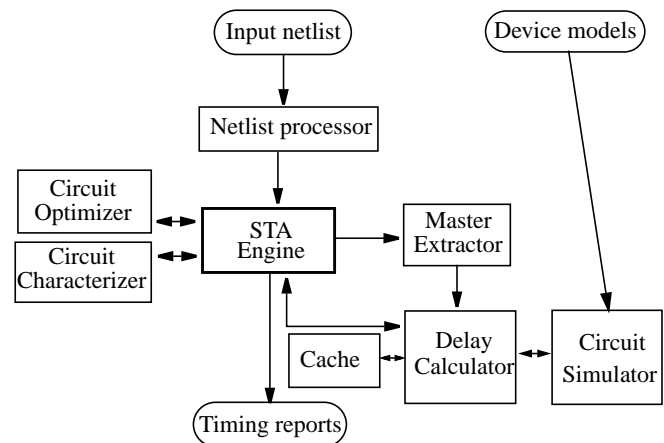 Input netlist
Device models
Netlist processor
Circuit
Optimizer
STA
Engine
Master
Extractor
Circuit
Characterizer
Cache
Delay
Calculator
Circuit
Simulator
Timing reports